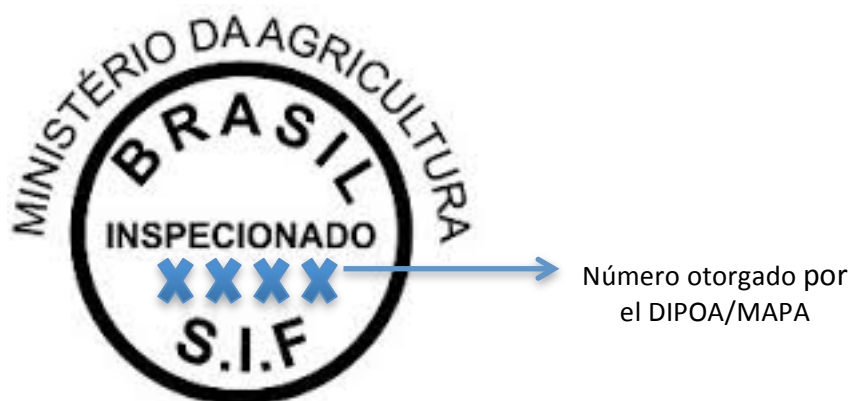 MINISTÉRIO DA AGRICULTURA
BRASIL
INSPECIONADO
XXXX
S.I.F
Número otorgado por
el DIPOA/MAPA